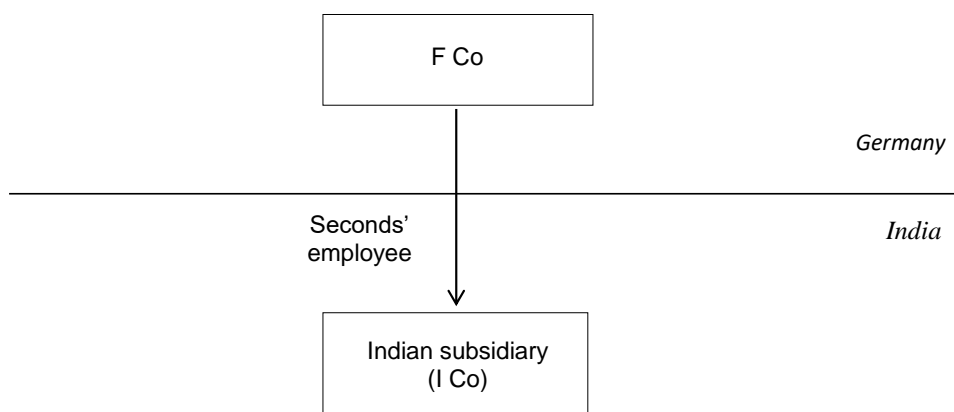 F Co
Germany
Seconds’
employee
India
Indian subsidiary
(I Co)